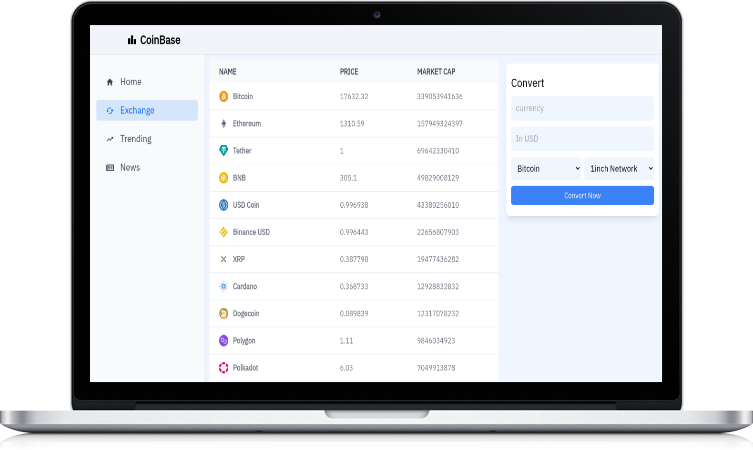 CoinBase
Home
Exchange
Trending
News
NAME PRICE MARKET CAP
Bitcoin 17632.32 339053941636
Ethereum 1310.59 157949324397
Tether 1 69642330410
BNB 305.1 49829008129
USD Coin 0.996938 43380256010
Binance USD 0.996443 22656807903
XRP 0.387798 19477436282
Cardano 0.368733 12928832832
Dogecoin 0.089839 12317078232
Polygon 1.11 9846034923
Polkadot 6.03 7049913878
Convert
currency
In USD
Bitcoin 1inch Network
Convert Now